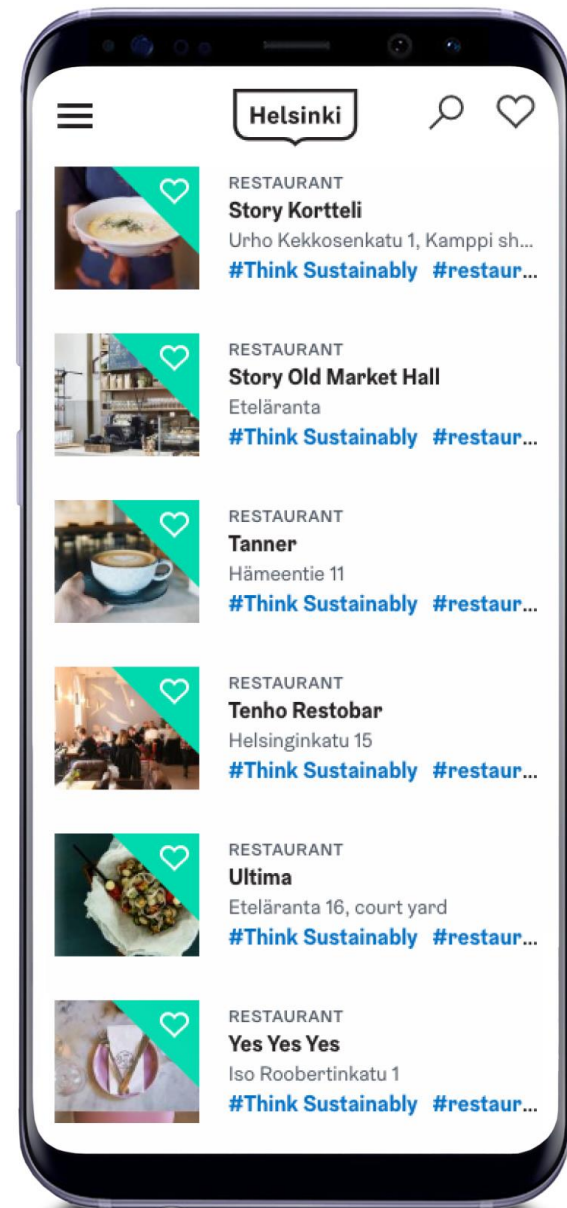 Helsinki
RESTAURANT
Story Kortteli
Urho Kekkosenkatu 1, Kamppi sh...
#Think Sustainably #restaur...
RESTAURANT
Story Old Market Hall
Eteläranta
#Think Sustainably #restaur...
RESTAURANT
Tanner
Hämeentie 11
#Think Sustainably #restaur...
RESTAURANT
Tenho Restobar
Helsinginkatu 15
#Think Sustainably #restaur...
RESTAURANT
Ultima
Eteläranta 16, court yard
#Think Sustainably #restaur...
RESTAURANT
Yes Yes Yes
Iso Roobertinkatu 1
#Think Sustainably #restaur...